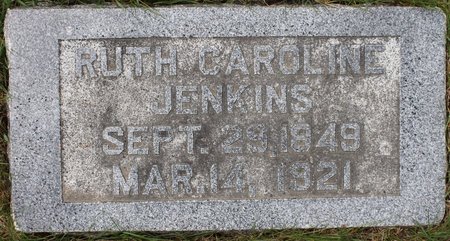 RUTH CAROLINE
JENKINS
SEPT. 29, 1849
MAR. 14, 1921